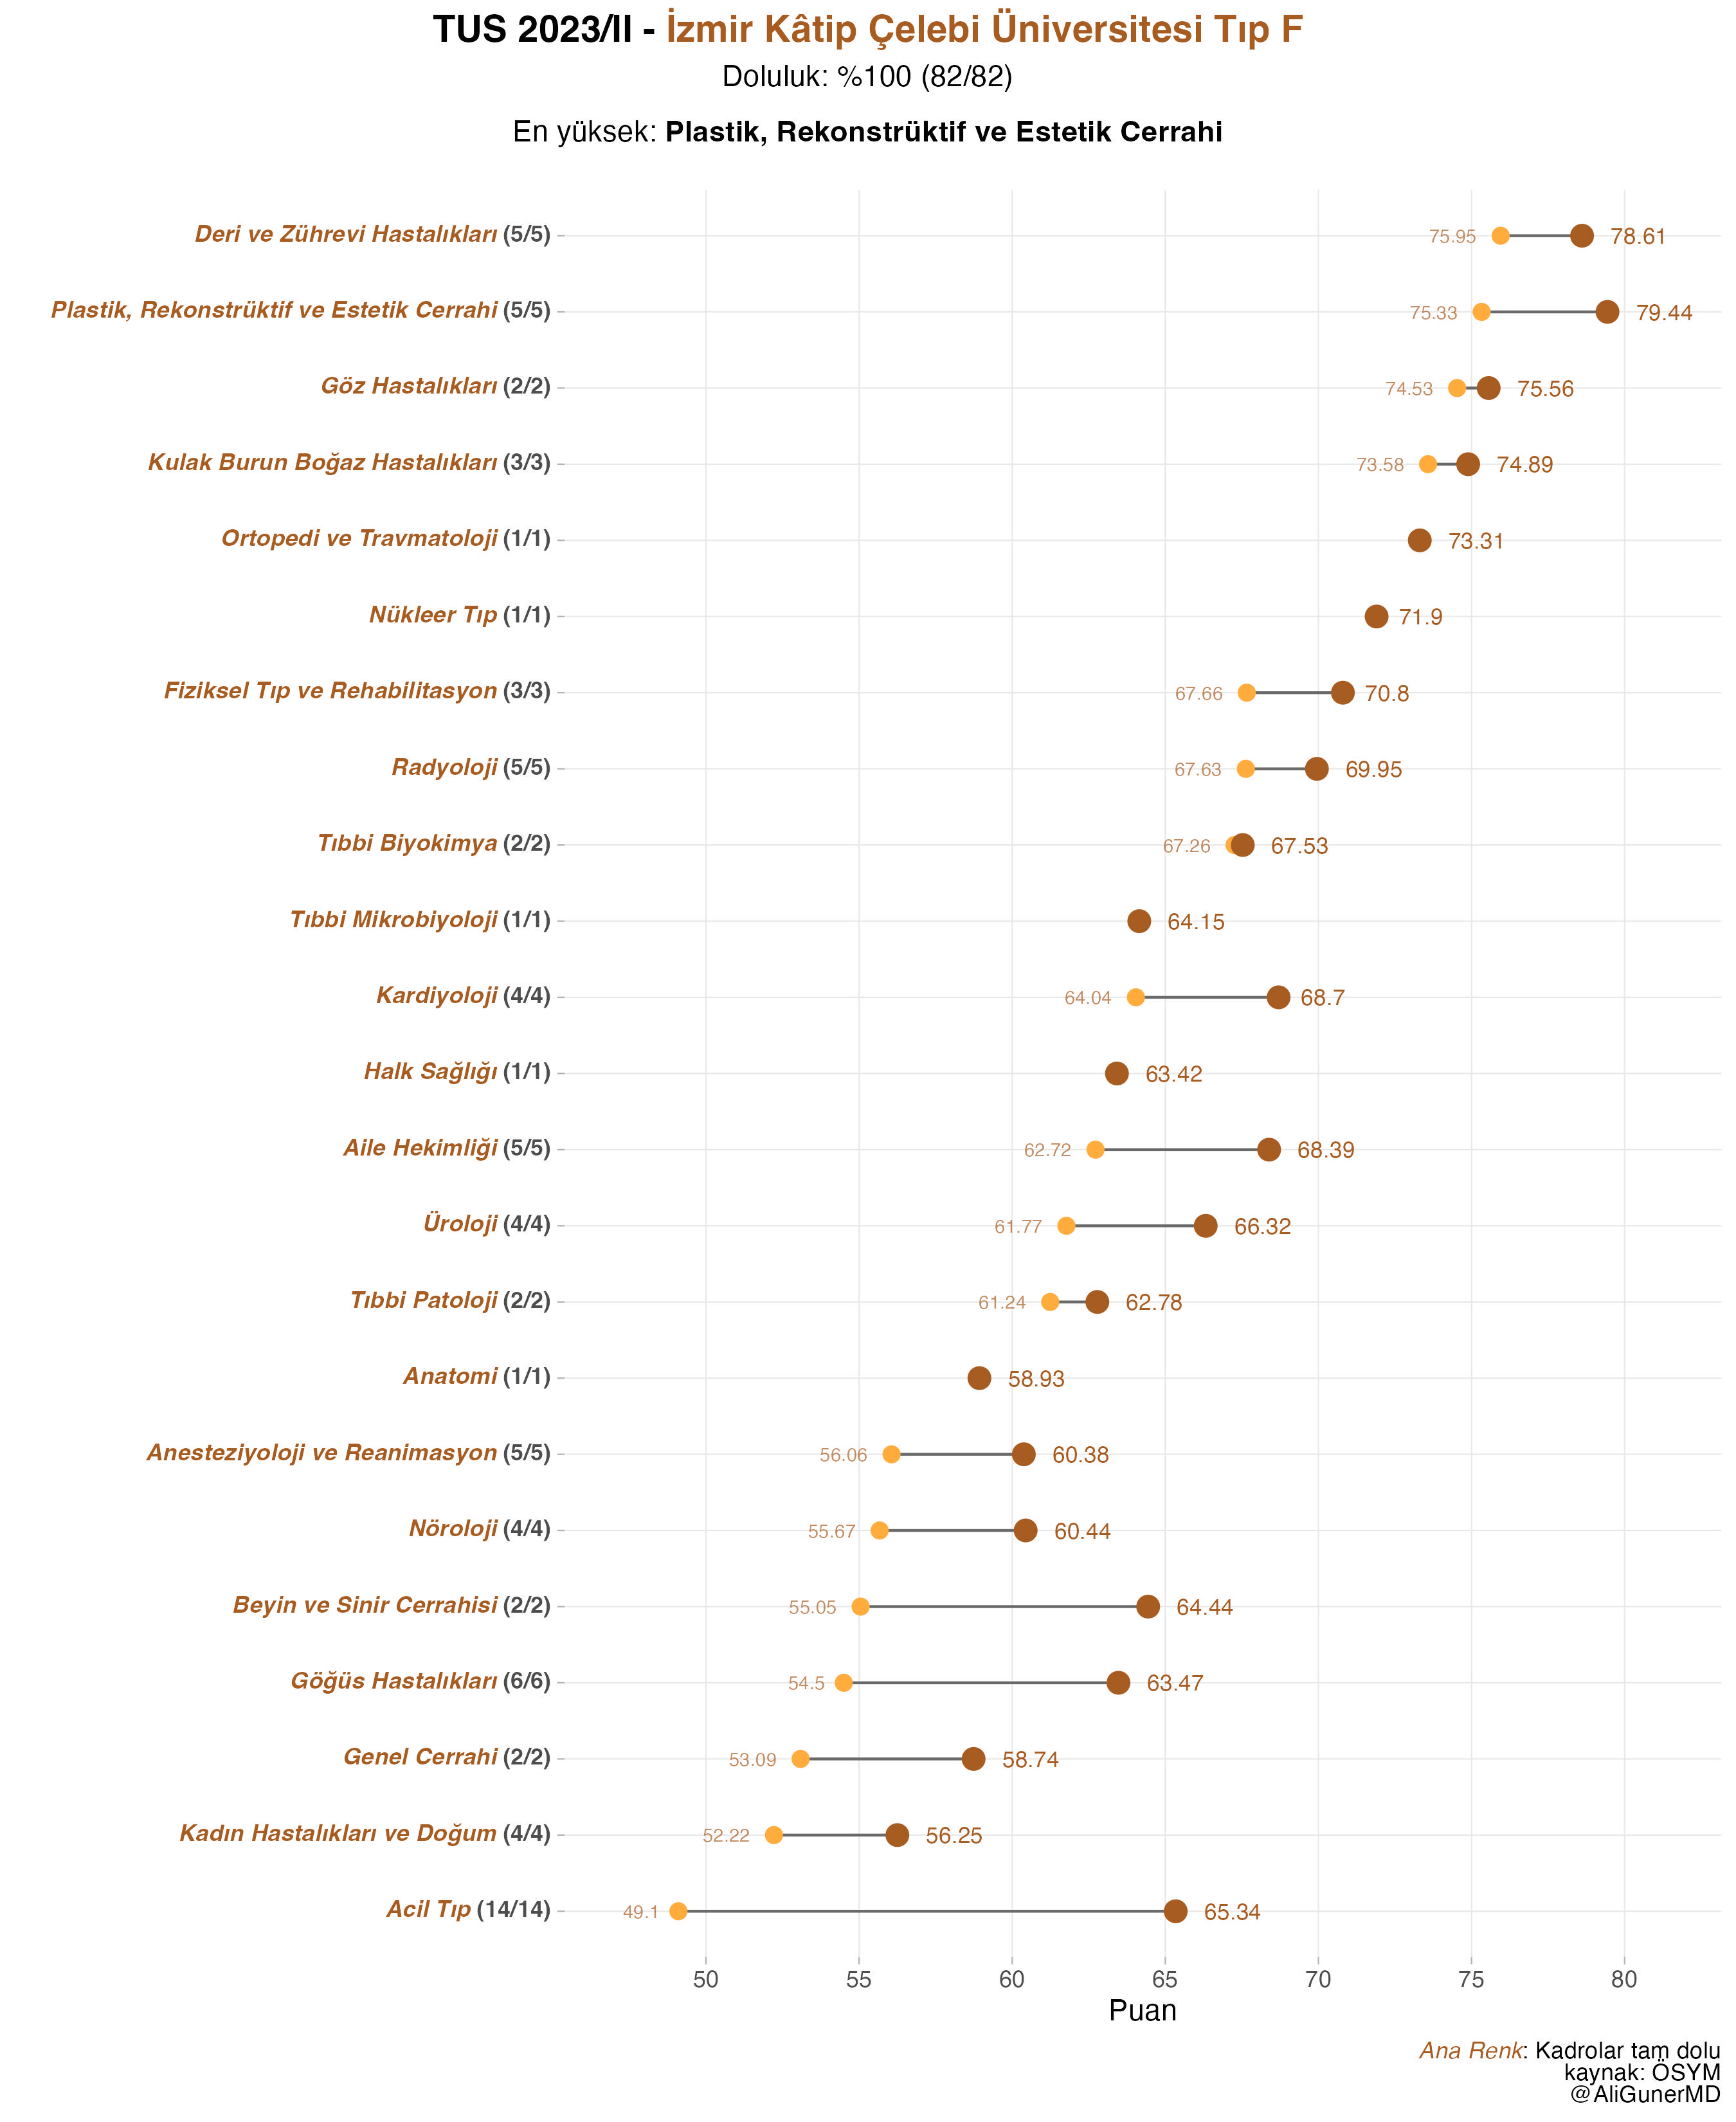 TUS 2023/II - İzmir Kâtip Çelebi Üniversitesi Tıp F
Doluluk: %100 (82/82)
En yüksek: Plastik, Rekonstrüktif ve Estetik Cerrahi
Deri ve Zührevi Hastalıkları (5/5) 75.95 78.61
Plastik, Rekonstrüktif ve Estetik Cerrahi (5/5) 75.33 79.44
Göz Hastalıkları (2/2) 74.53 75.56
Kulak Burun Boğaz Hastalıkları (3/3) 73.58 74.89
Ortopedi ve Travmatoloji (1/1) 73.31
Nükleer Tıp (1/1) 71.9
Fiziksel Tıp ve Rehabilitasyon (3/3) 67.66 70.8
Radyoloji (5/5) 67.63 69.95
Tıbbi Biyokimya (2/2) 67.26 67.53
Tıbbi Mikrobiyoloji (1/1) 64.15
Kardiyoloji (4/4) 64.04 68.7
Halk Sağlığı (1/1) 63.42
Aile Hekimliği (5/5) 62.72 68.39
Üroloji (4/4) 61.77 66.32
Tıbbi Patoloji (2/2) 61.24 62.78
Anatomi (1/1) 58.93
Anesteziyoloji ve Reanimasyon (5/5) 56.06 60.38
Nöroloji (4/4) 55.67 60.44
Beyin ve Sinir Cerrahisi (2/2) 55.05 64.44
Göğüs Hastalıkları (6/6) 54.5 63.47
Genel Cerrahi (2/2) 53.09 58.74
Kadın Hastalıkları ve Doğum (4/4) 52.22 56.25
Acil Tıp (14/14) 49.1 65.34
50 55 60 65 70 75 80
Puan
Ana Renk: Kadrolar tam dolu
kaynak: ÖSYM
@AliGunerMD